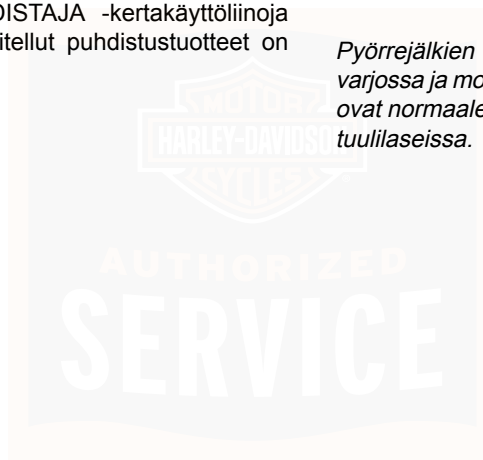 DISTAJA -kertakäyttöliinoja
itellut puhdistustuotteet on
Pyörrejälkien
varjossa ja mo
ovat normaale
tuulilaseissa.
MOTOR
HARLEY-DAVIDSON
CYCLES
AUTHORIZED
SERVICE